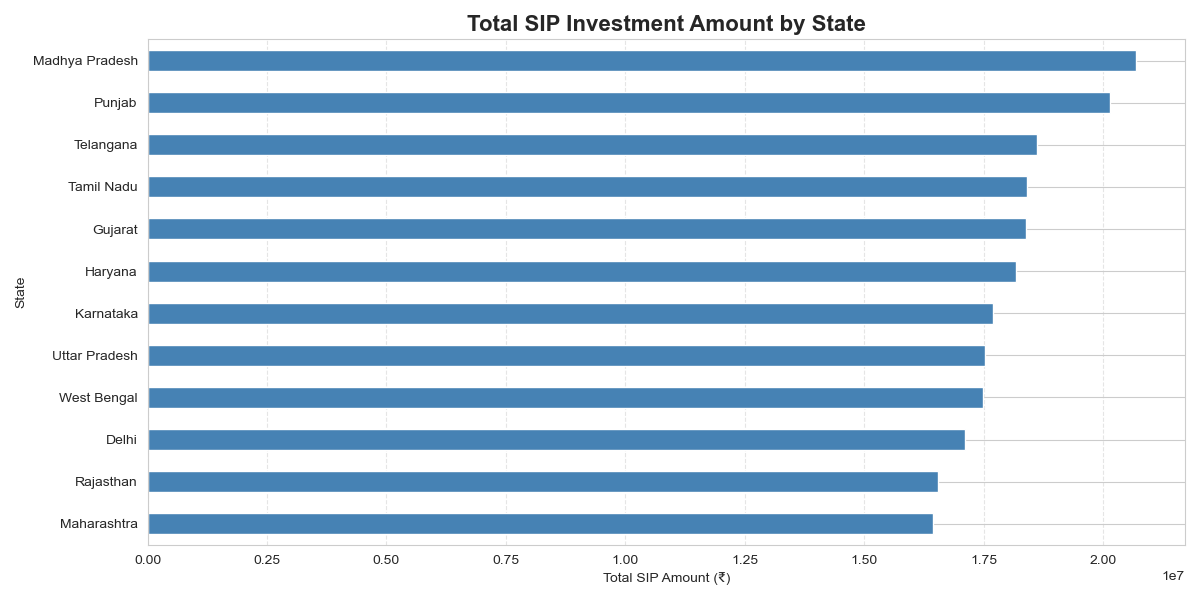 Total SIP Investment Amount by State
State
Madhya Pradesh
Punjab
Telangana
Tamil Nadu
Gujarat
Haryana
Karnataka
Uttar Pradesh
West Bengal
Delhi
Rajasthan
Maharashtra
0.00 0.25 0.50 0.75 1.00 1.25 1.50 1.75 2.00
1e7
Total SIP Amount (₹)